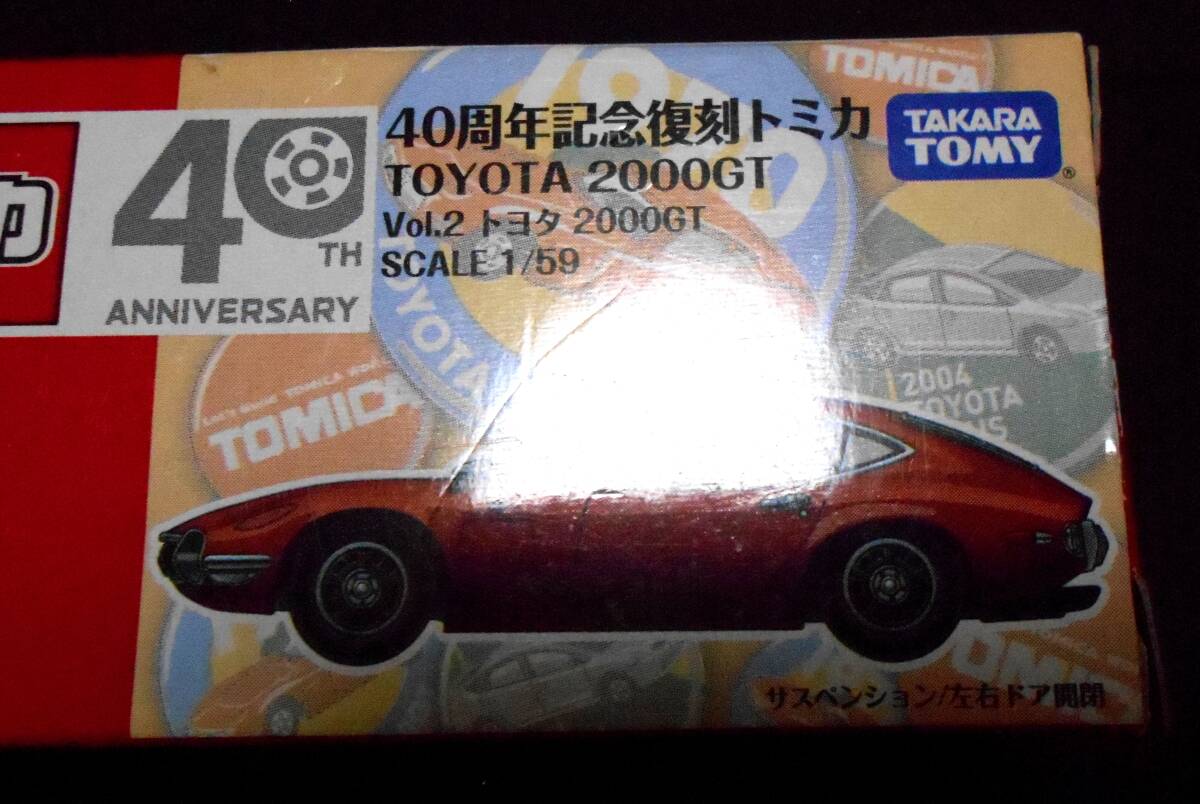 40
TH
ANNIVERSARY
40周年記念復刻トミカ
TOYOTA 2000GT
Vol.2 トヨタ 2000GT
SCALE 1/59
TAKARA
TOMY
®
TOMICA
1970
TOYOTA
TOMICA
2004
TOYOTA
TOMICA
サスペンション/左右ドア開閉